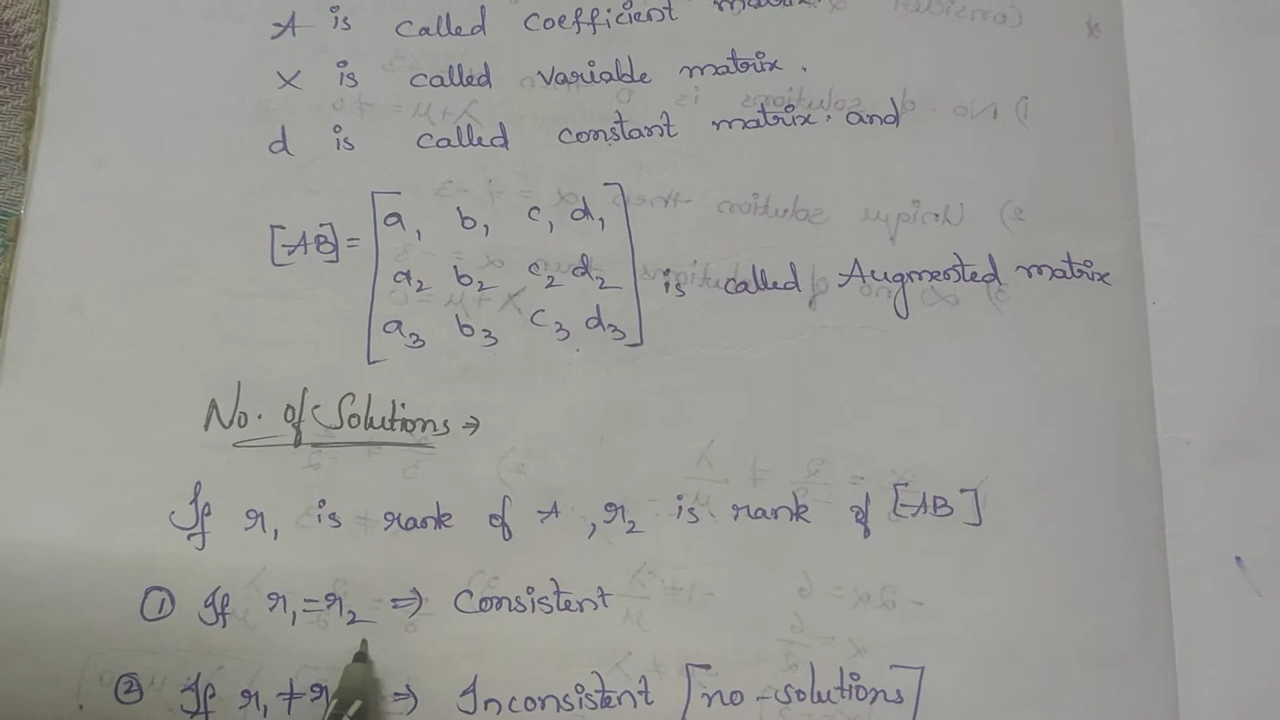 A is called coefficient matrix.
X is called variable matrix.
d is called constant matrix. and
[AB] = [a₁ b₁ c₁ d₁
a₂ b₂ c₂ d₂
a₃ b₃ c₃ d₃] is called Augmented matrix
No. of Solutions →
If r₁ is rank of A, r₂ is rank of [AB]
① If r₁ = r₂ ⇒ Consistent
② If r₁ ≠ r ⇒ Inconsistent [no-solutions]